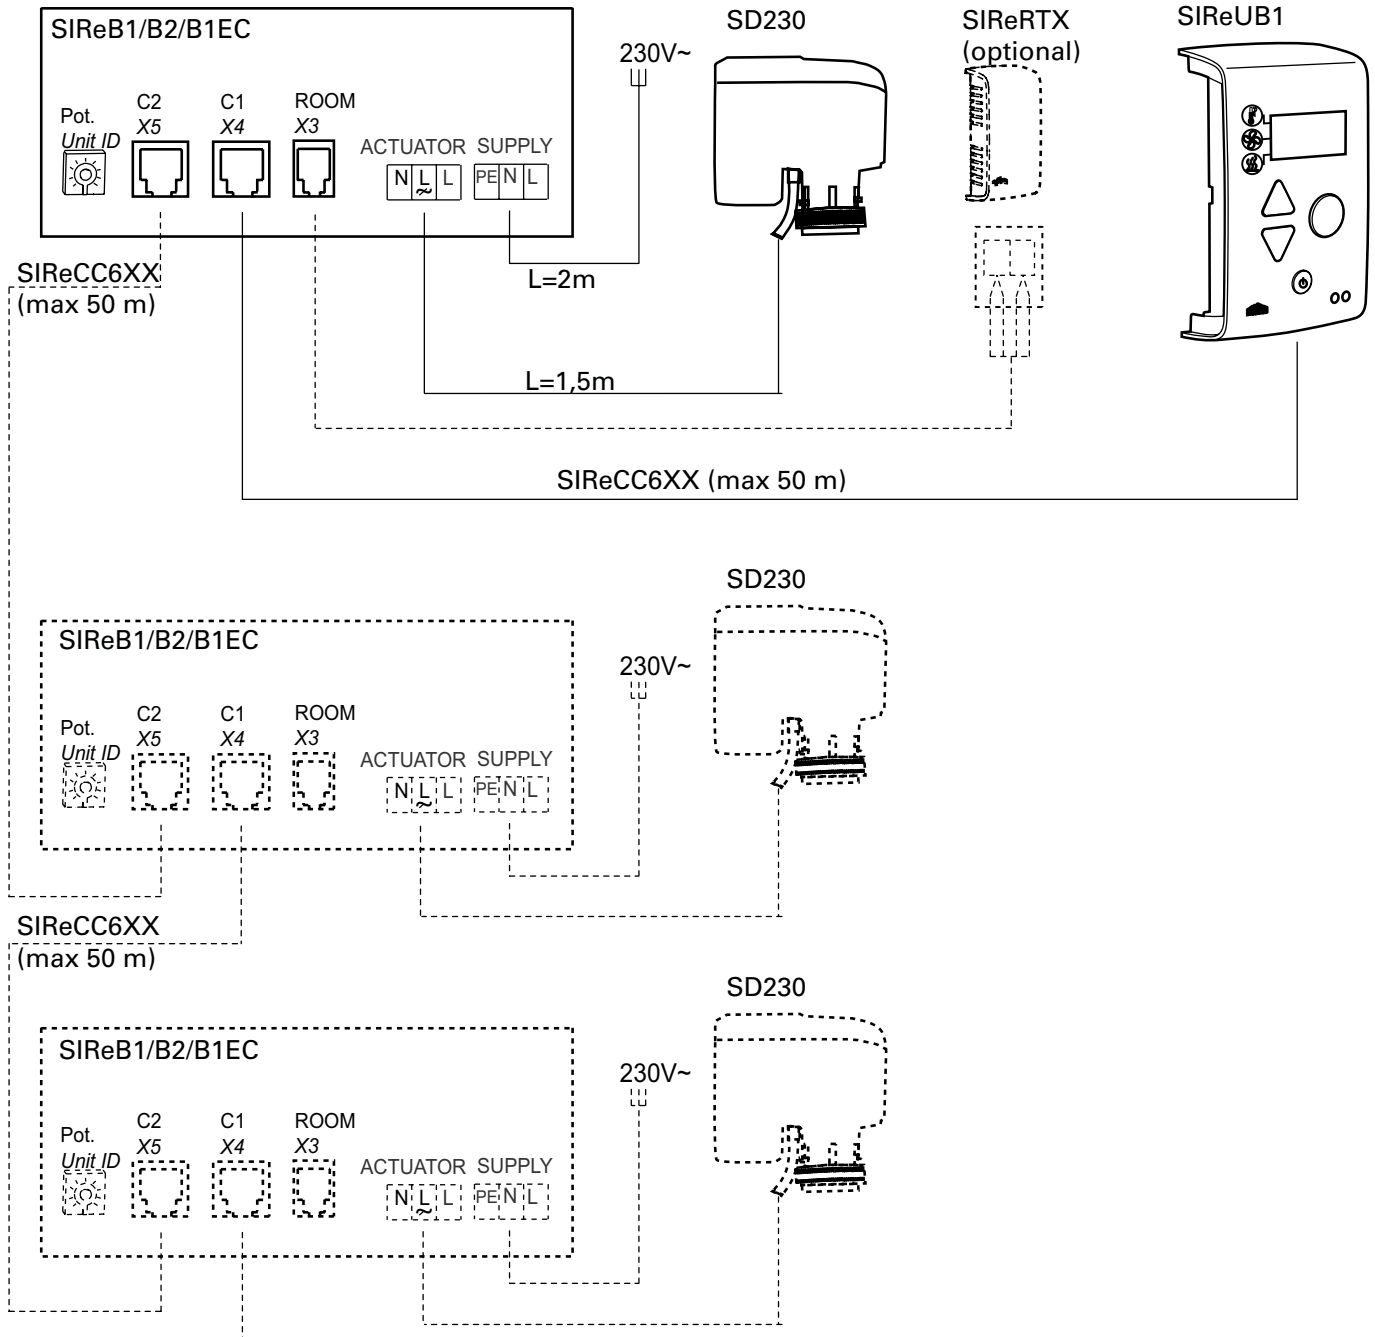 SIReB1/B2/B1EC
SD230
SIReRTX
(optional)
SIReUB1
230V~
Pot.
Unit ID
C2
X5
C1
X4
ROOM
X3
ACTUATOR SUPPLY
N L ~ L PE N L
SIReCC6XX
(max 50 m)
L=2m
L=1,5m
SIReCC6XX (max 50 m)
SD230
SIReB1/B2/B1EC
230V~
Pot.
Unit ID
C2
X5
C1
X4
ROOM
X3
ACTUATOR SUPPLY
N L ~ L PE N L
SIReCC6XX
(max 50 m)
SD230
SIReB1/B2/B1EC
230V~
Pot.
Unit ID
C2
X5
C1
X4
ROOM
X3
ACTUATOR SUPPLY
N L ~ L PE N L